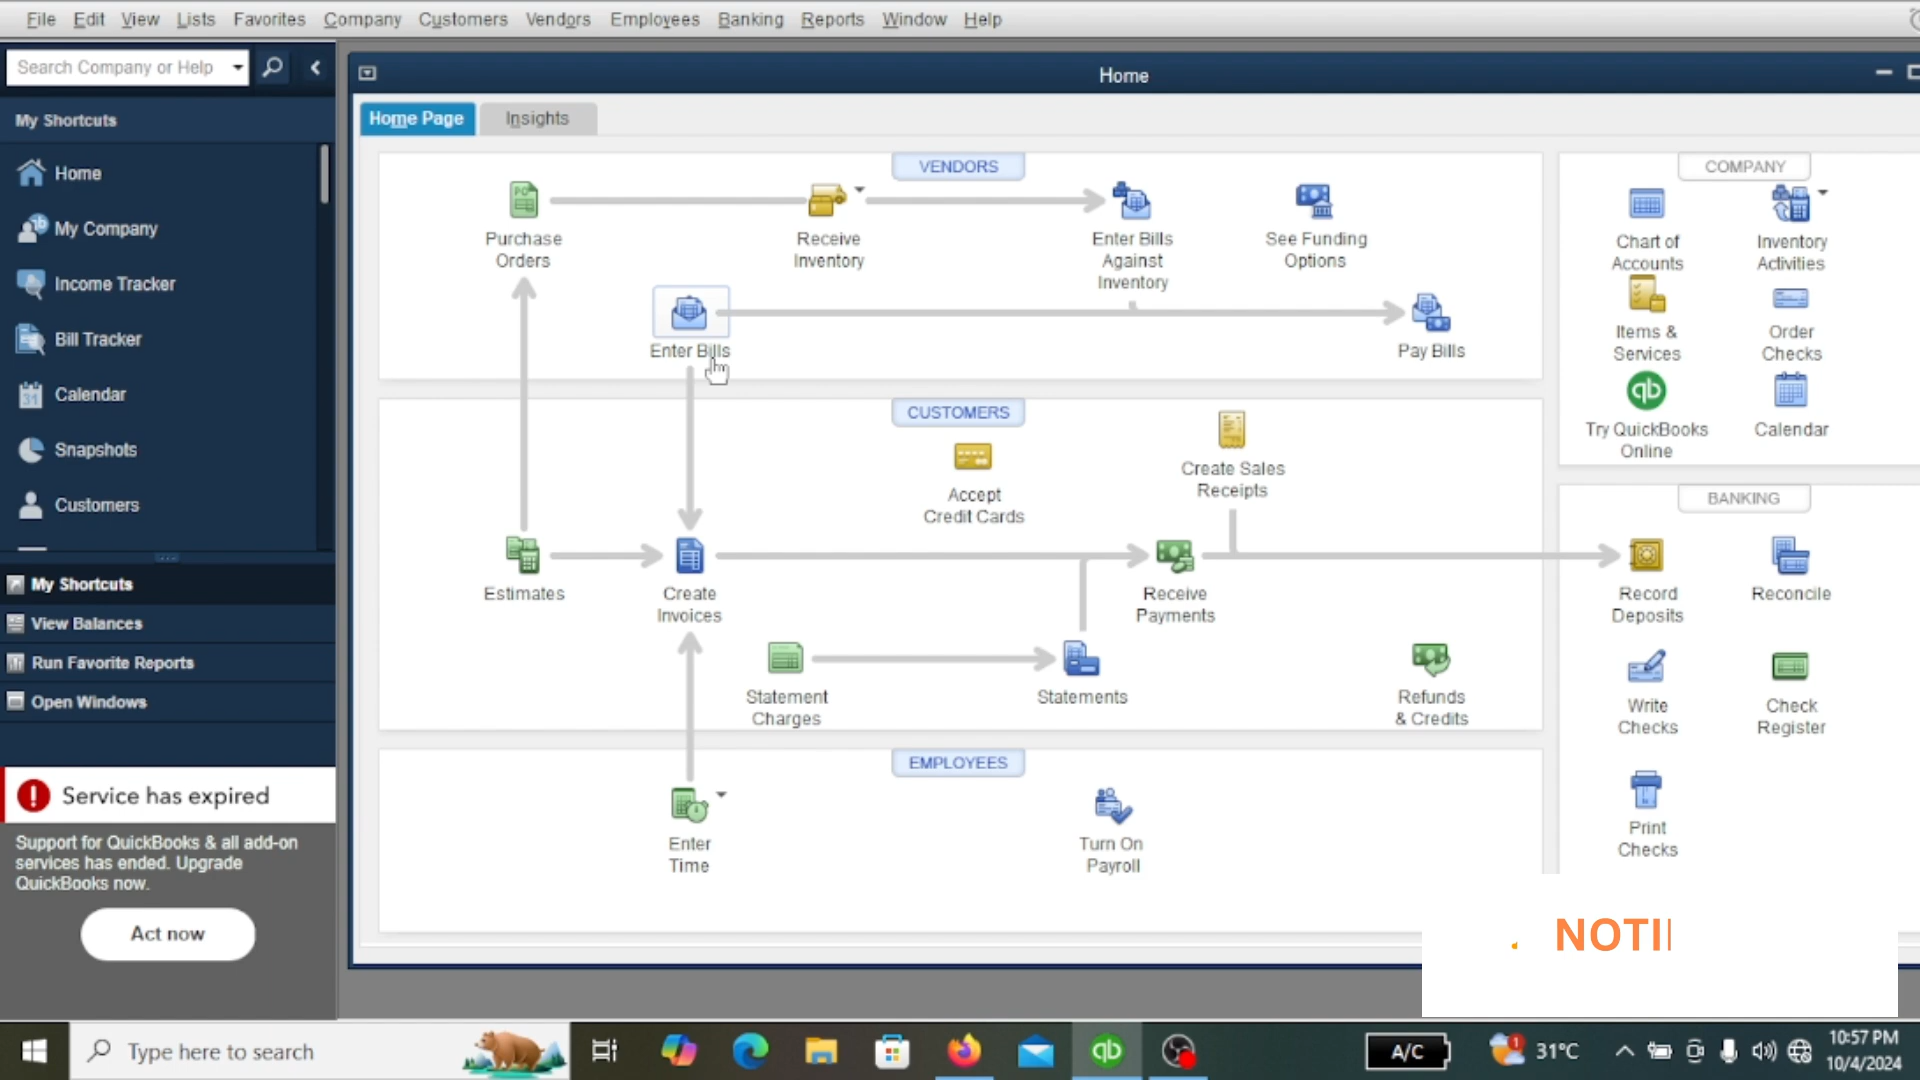 File Edit View Lists Favorites Company Customers Vendors Employees Banking Reports Window Help
Search Company or Help
Home
My Shortcuts
Home
My Company
Income Tracker
Bill Tracker
Calendar
Snapshots
Customers
My Shortcuts
View Balances
Run Favorite Reports
Open Windows
Service has expired
Support for QuickBooks & all add-on
services has ended. Upgrade
QuickBooks now.
Act now
Home Page Insights
VENDORS
Purchase
Orders
Receive
Inventory
Enter Bills
Against
Inventory
See Funding
Options
Enter Bills
Pay Bills
CUSTOMERS
Accept
Credit Cards
Create Sales
Receipts
Estimates
Create
Invoices
Receive
Payments
Statement
Charges
Statements
Refunds
& Credits
EMPLOYEES
Enter
Time
Turn On
Payroll
COMPANY
Chart of
Accounts
Inventory
Activities
Items &
Services
Order
Checks
qb
Try QuickBooks
Online
Calendar
BANKING
Record
Deposits
Reconcile
Write
Checks
Check
Register
Print
Checks
NOTI
Type here to search
qb
A/C
1
31°C
10:57 PM
10/4/2024